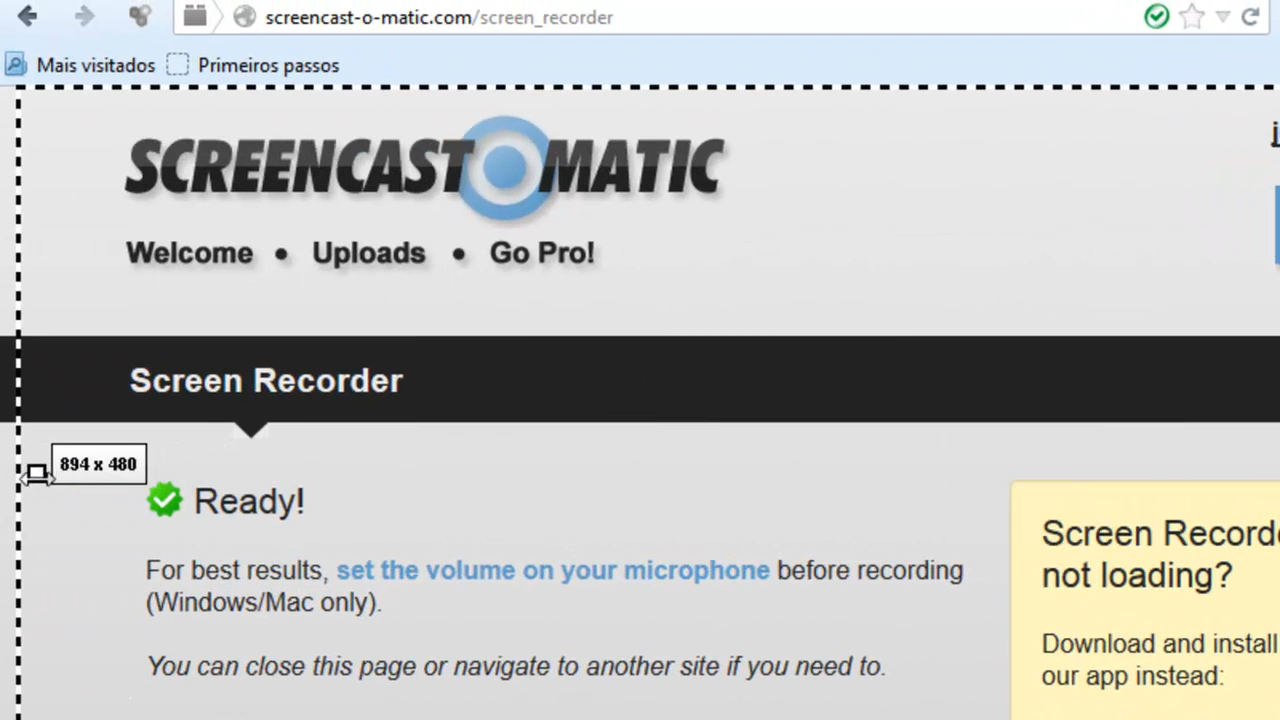 screencast-o-matic.com/screen_recorder
Mais visitados Primeiros passos
SCREENCAST O MATIC
Welcome • Uploads • Go Pro!
Screen Recorder
894 x 480
Ready!
For best results, set the volume on your microphone before recording
(Windows/Mac only).
You can close this page or navigate to another site if you need to.
Screen
not loading?
Download and install
our app instead: